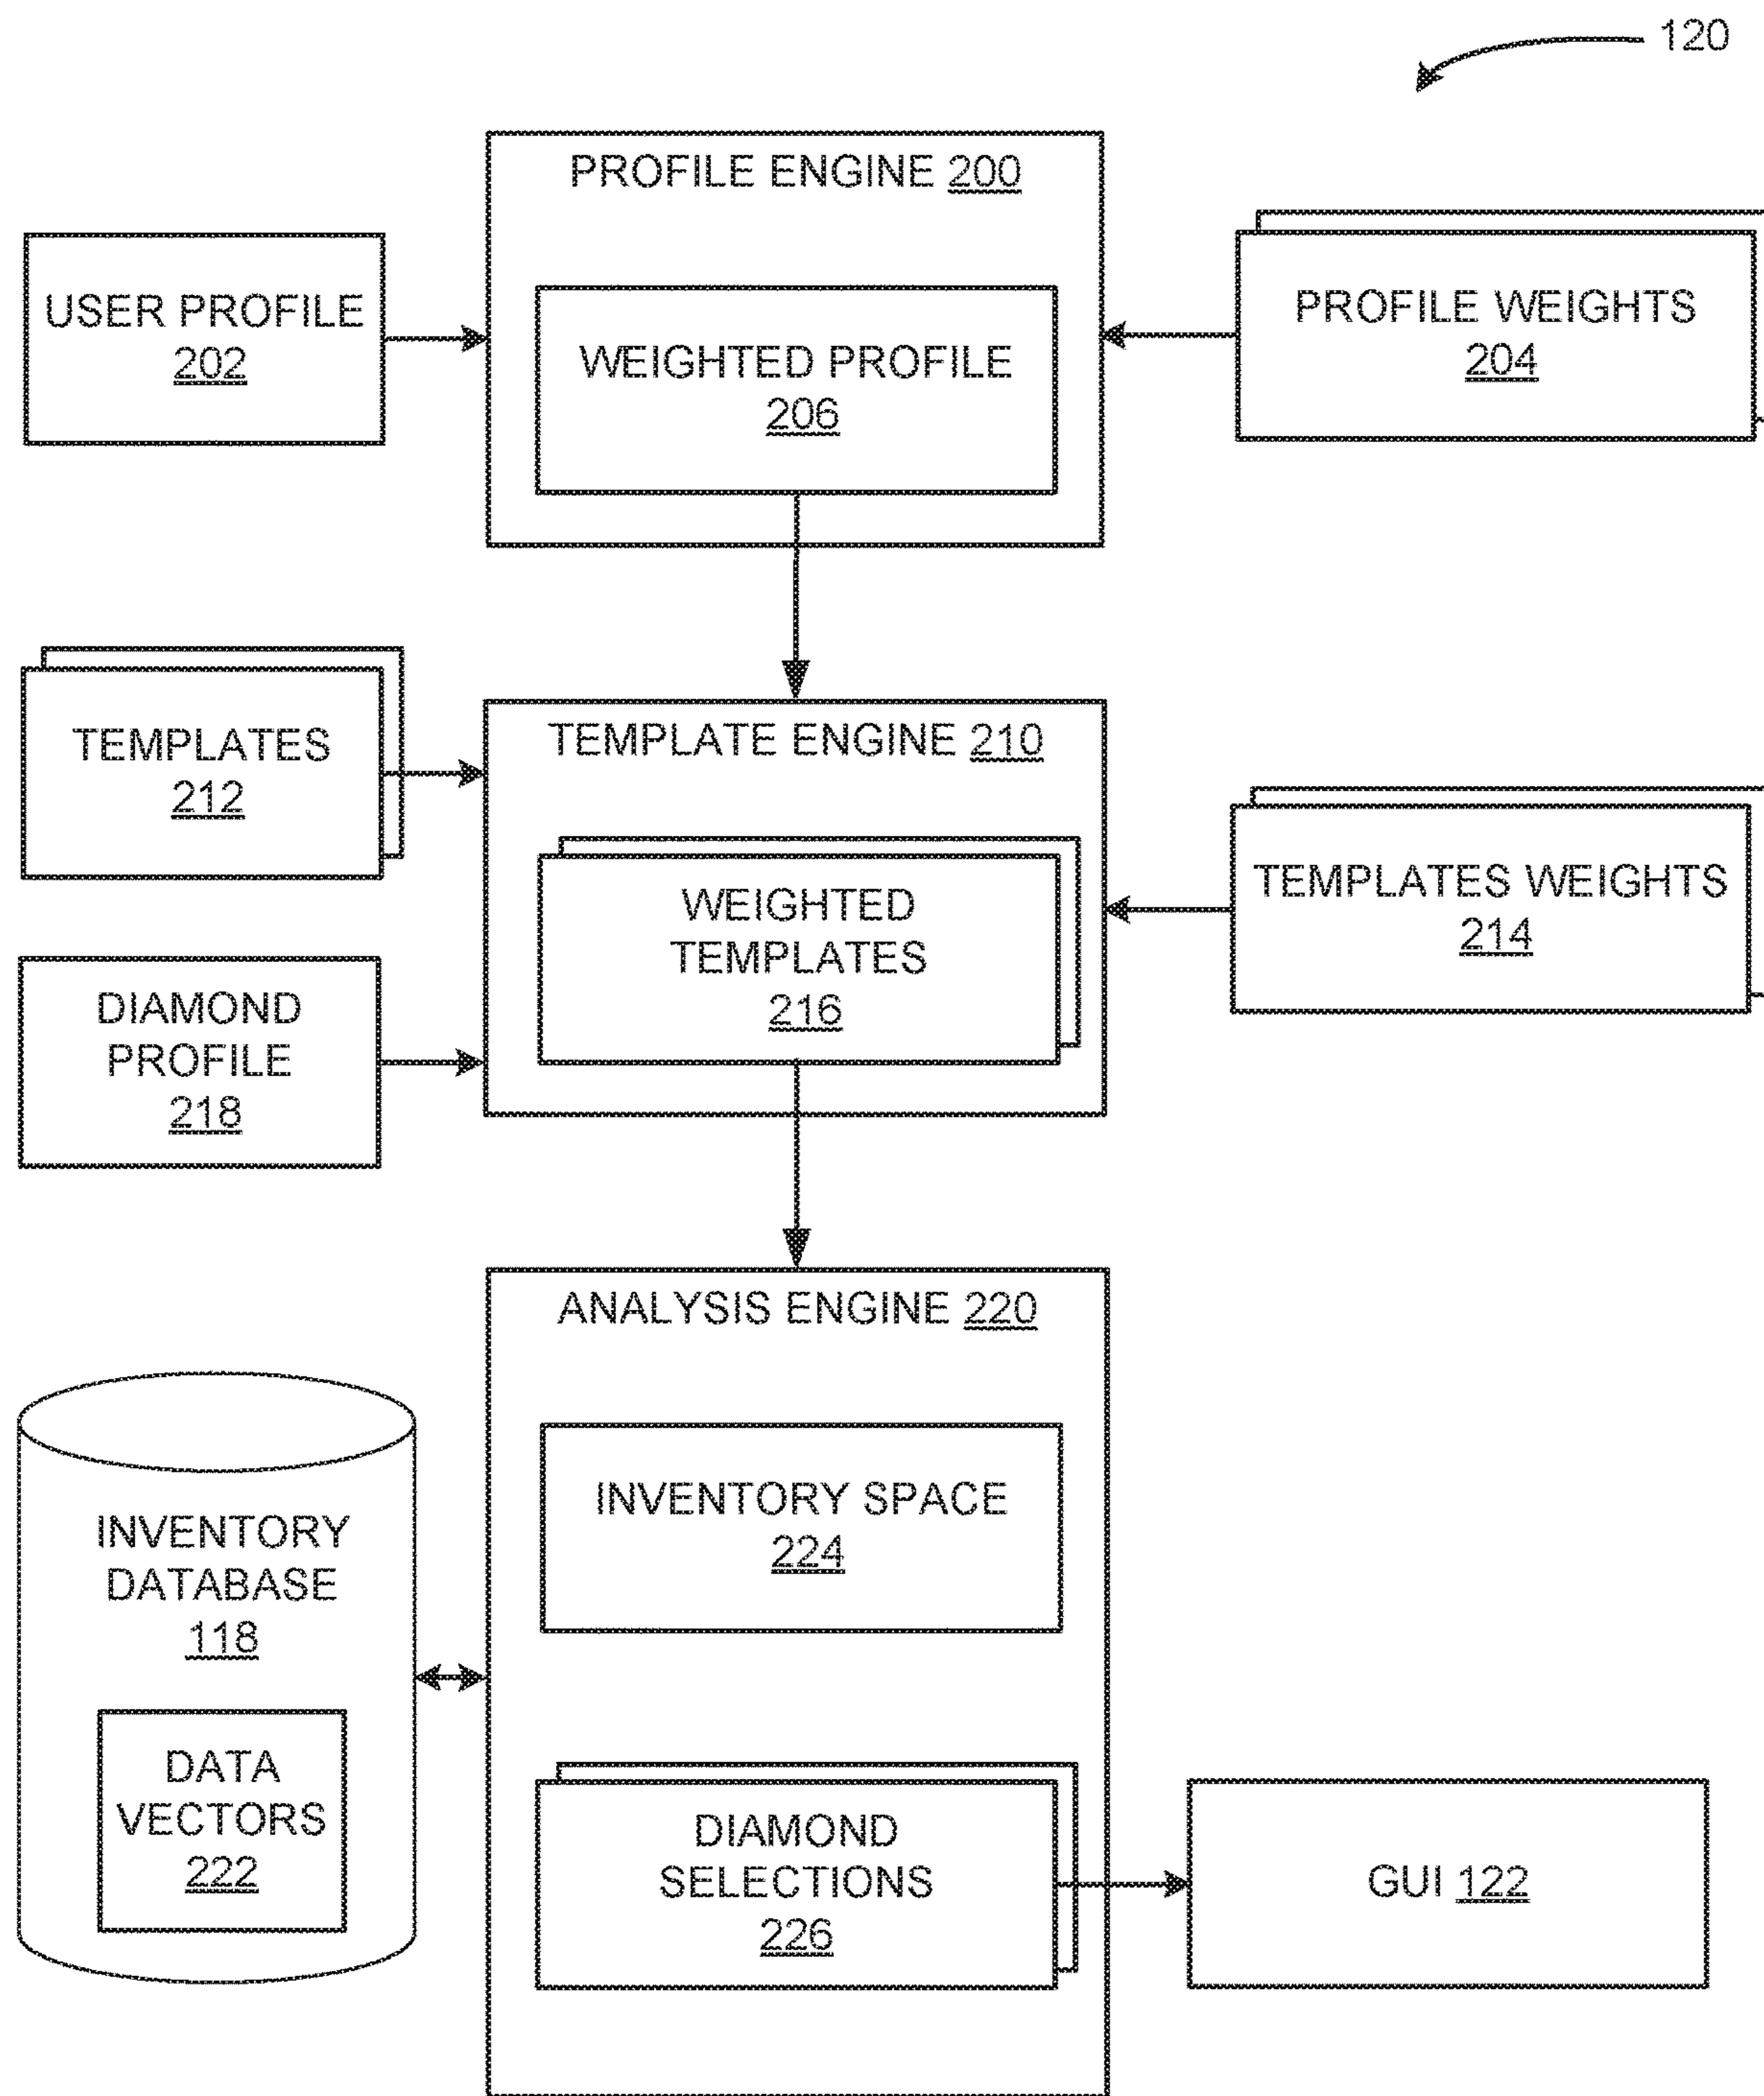 120
PROFILE ENGINE 200
USER PROFILE
202
WEIGHTED PROFILE
206
PROFILE WEIGHTS
204
TEMPLATES
212
TEMPLATE ENGINE 210
WEIGHTED
TEMPLATES
216
TEMPLATES WEIGHTS
214
DIAMOND
PROFILE
218
ANALYSIS ENGINE 220
INVENTORY SPACE
224
INVENTORY
DATABASE
118
DATA
VECTORS
222
DIAMOND
SELECTIONS
226
GUI 122